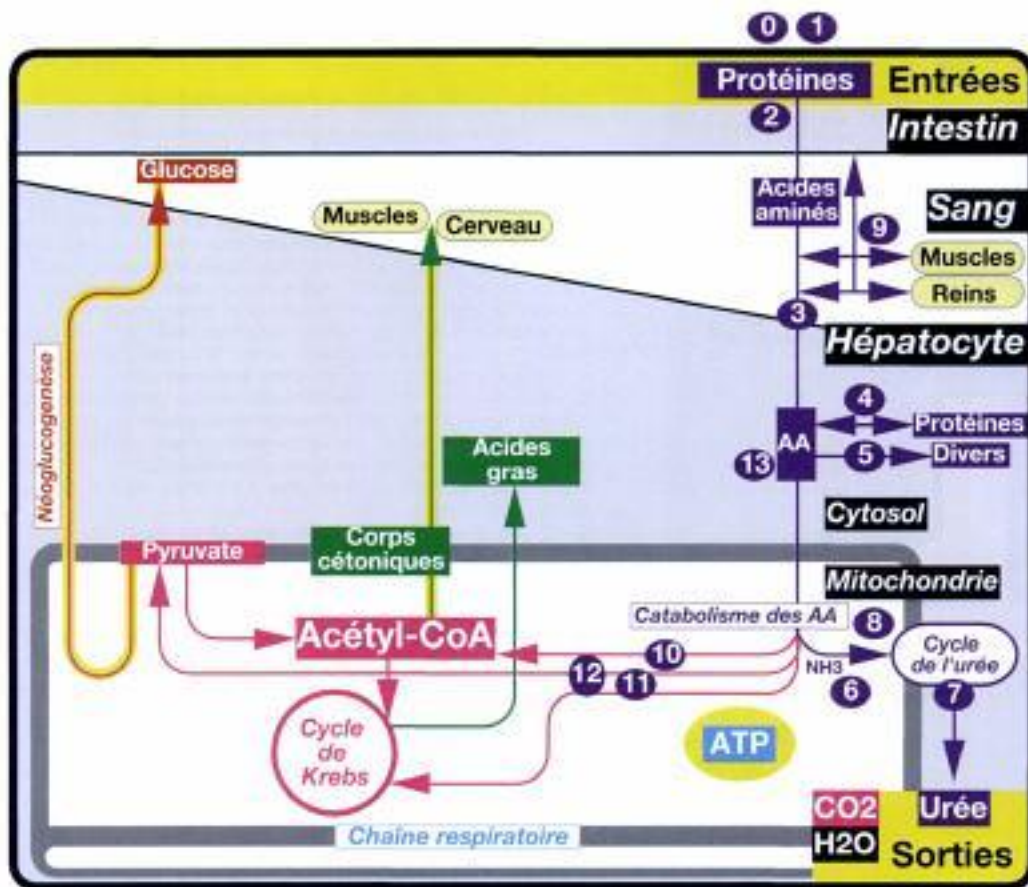 0 1
Protéines Entrées
2 Intestin
Glucose
Acides
aminés
Sang
Muscles Cerveau
9
Muscles
Reins
3
Hépatocyte
Néoglucogenèse
4
Protéines
Acides
gras
AA
13
5 Divers
Cytosol
Corps
cétoniques
Pyruvate
Mitochondrie
Catabolisme des AA
8
Acétyl-CoA
10
Cycle
de l'urée
NH3
12 11
6
7
Cycle
de
Krebs
ATP
CO2 Urée
Chaîne respiratoire
H2O Sorties